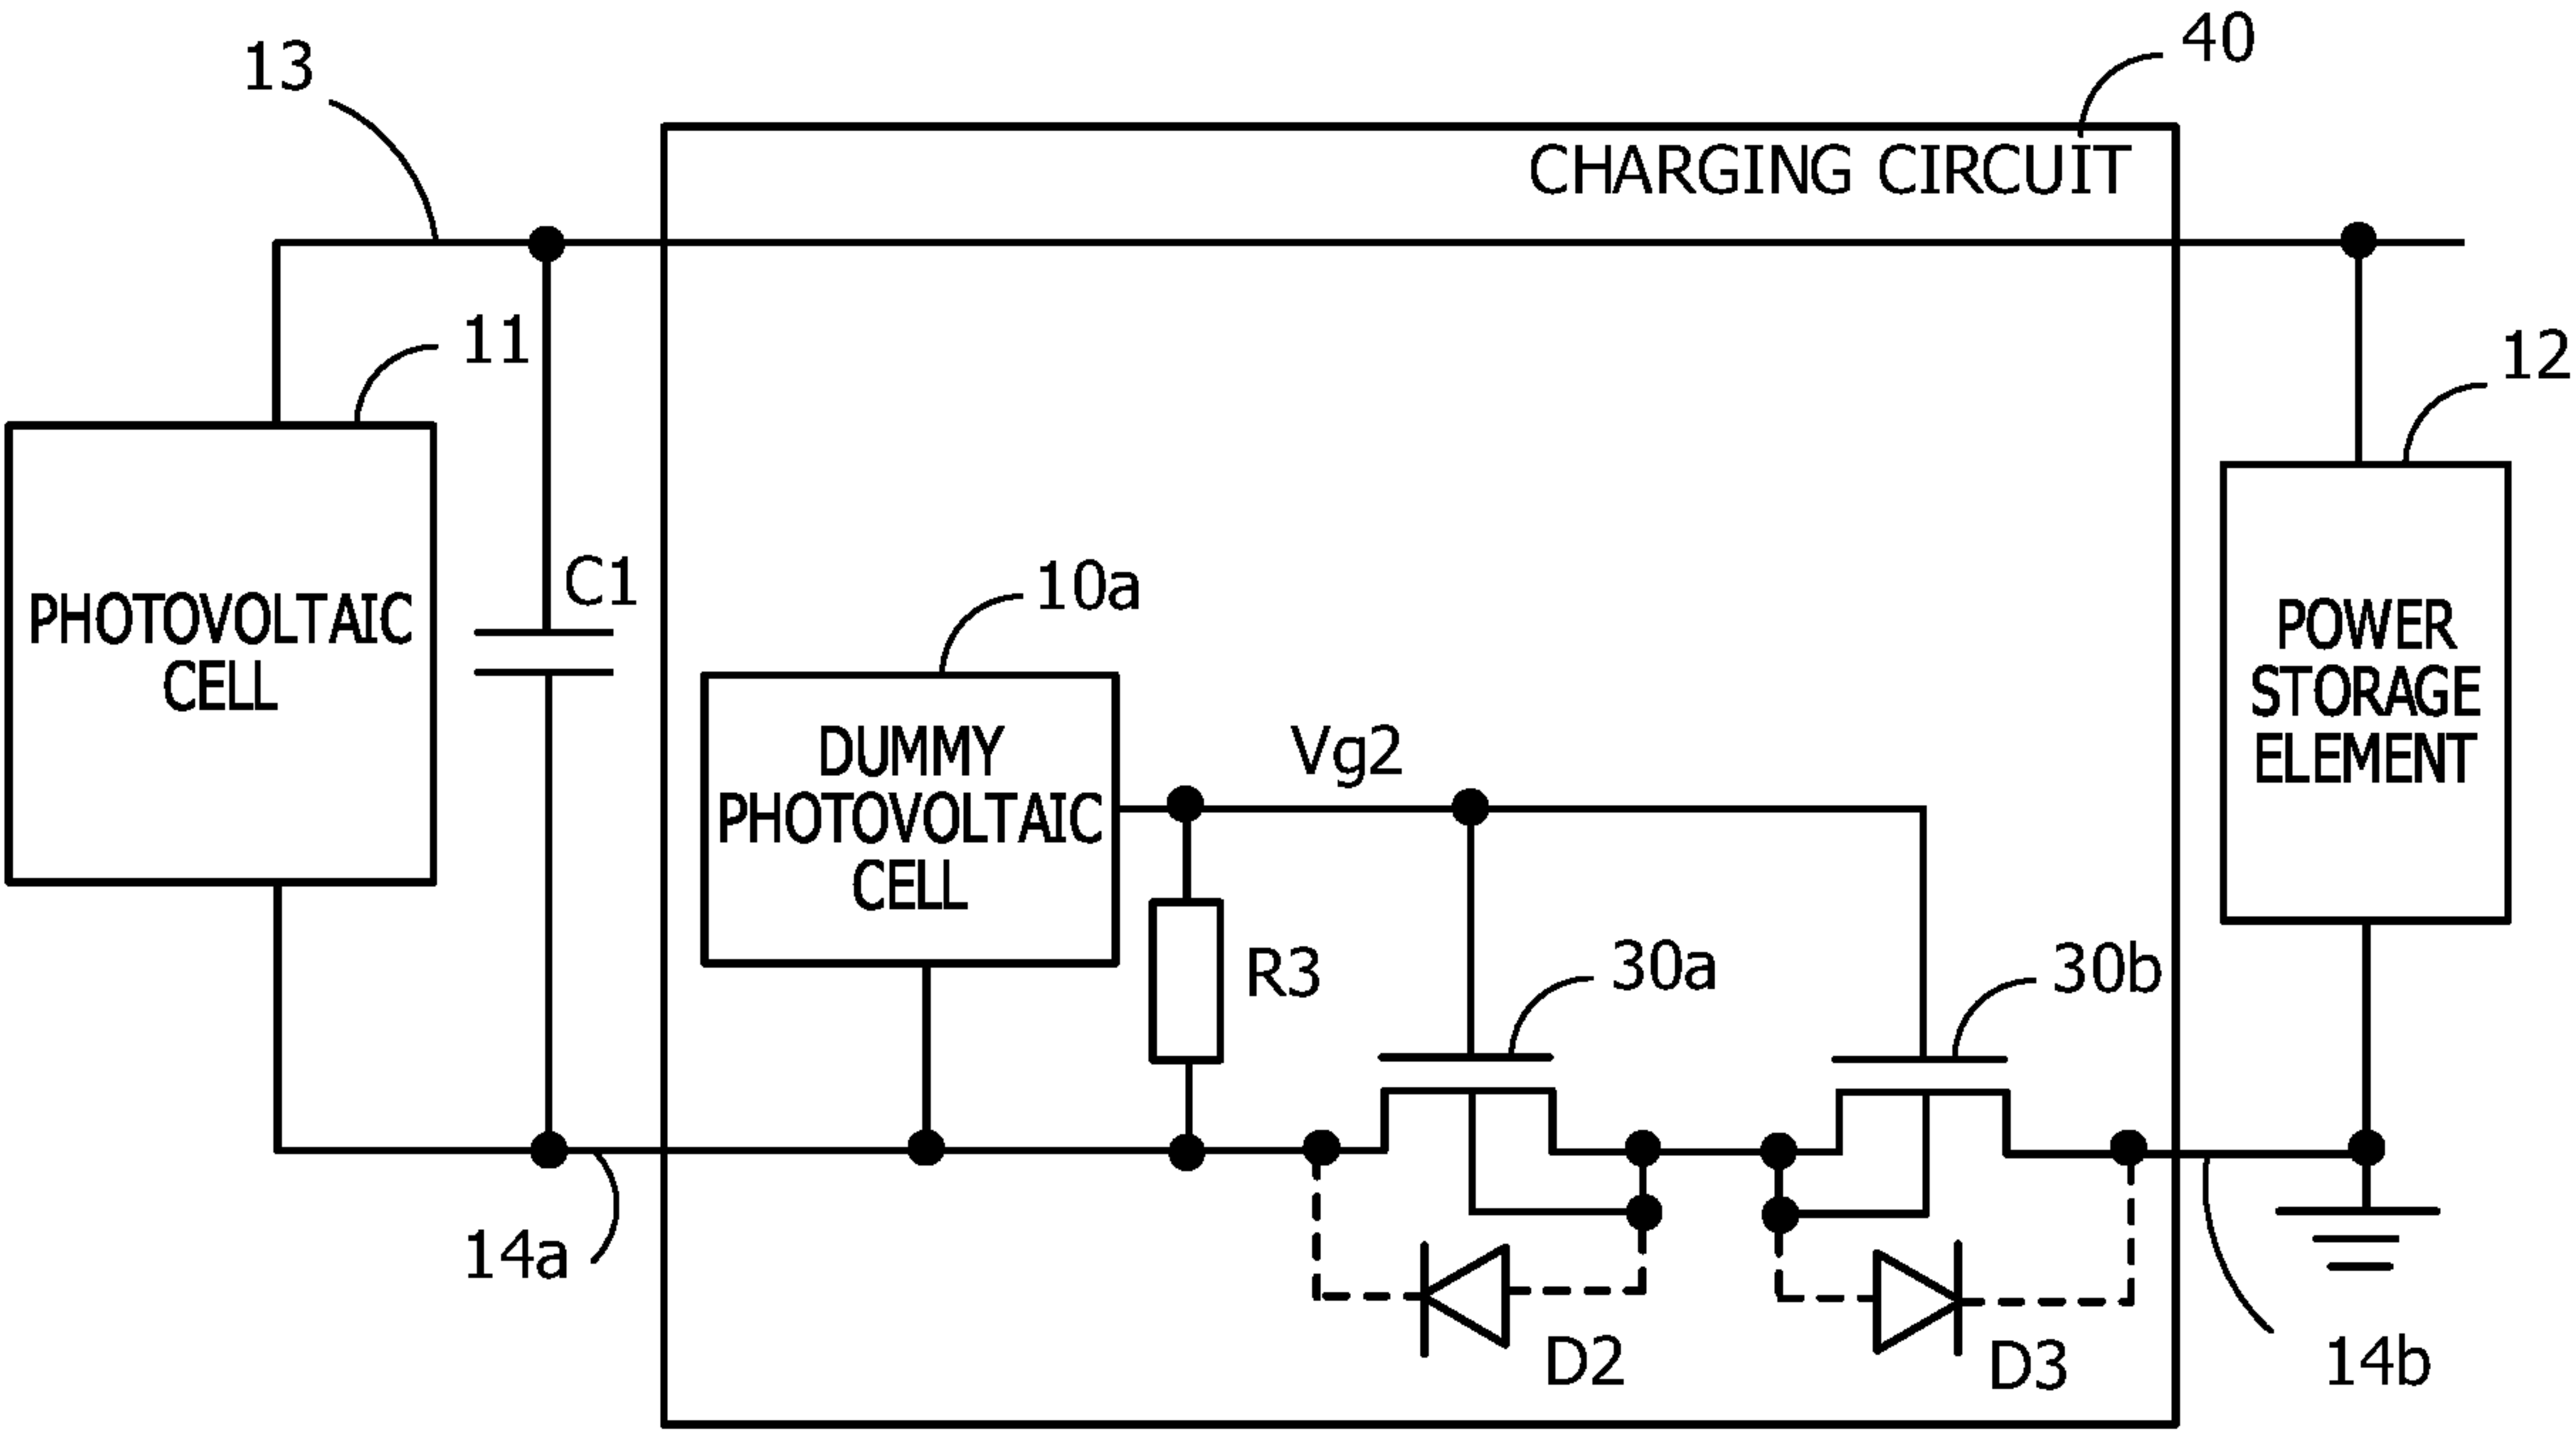 40
13
CHARGING CIRCUIT
11
12
C1
10a
PHOTOVOLTAIC
CELL
POWER
STORAGE
ELEMENT
DUMMY
PHOTOVOLTAIC
CELL
Vg2
R3
30a
30b
14a
D2
D3
14b